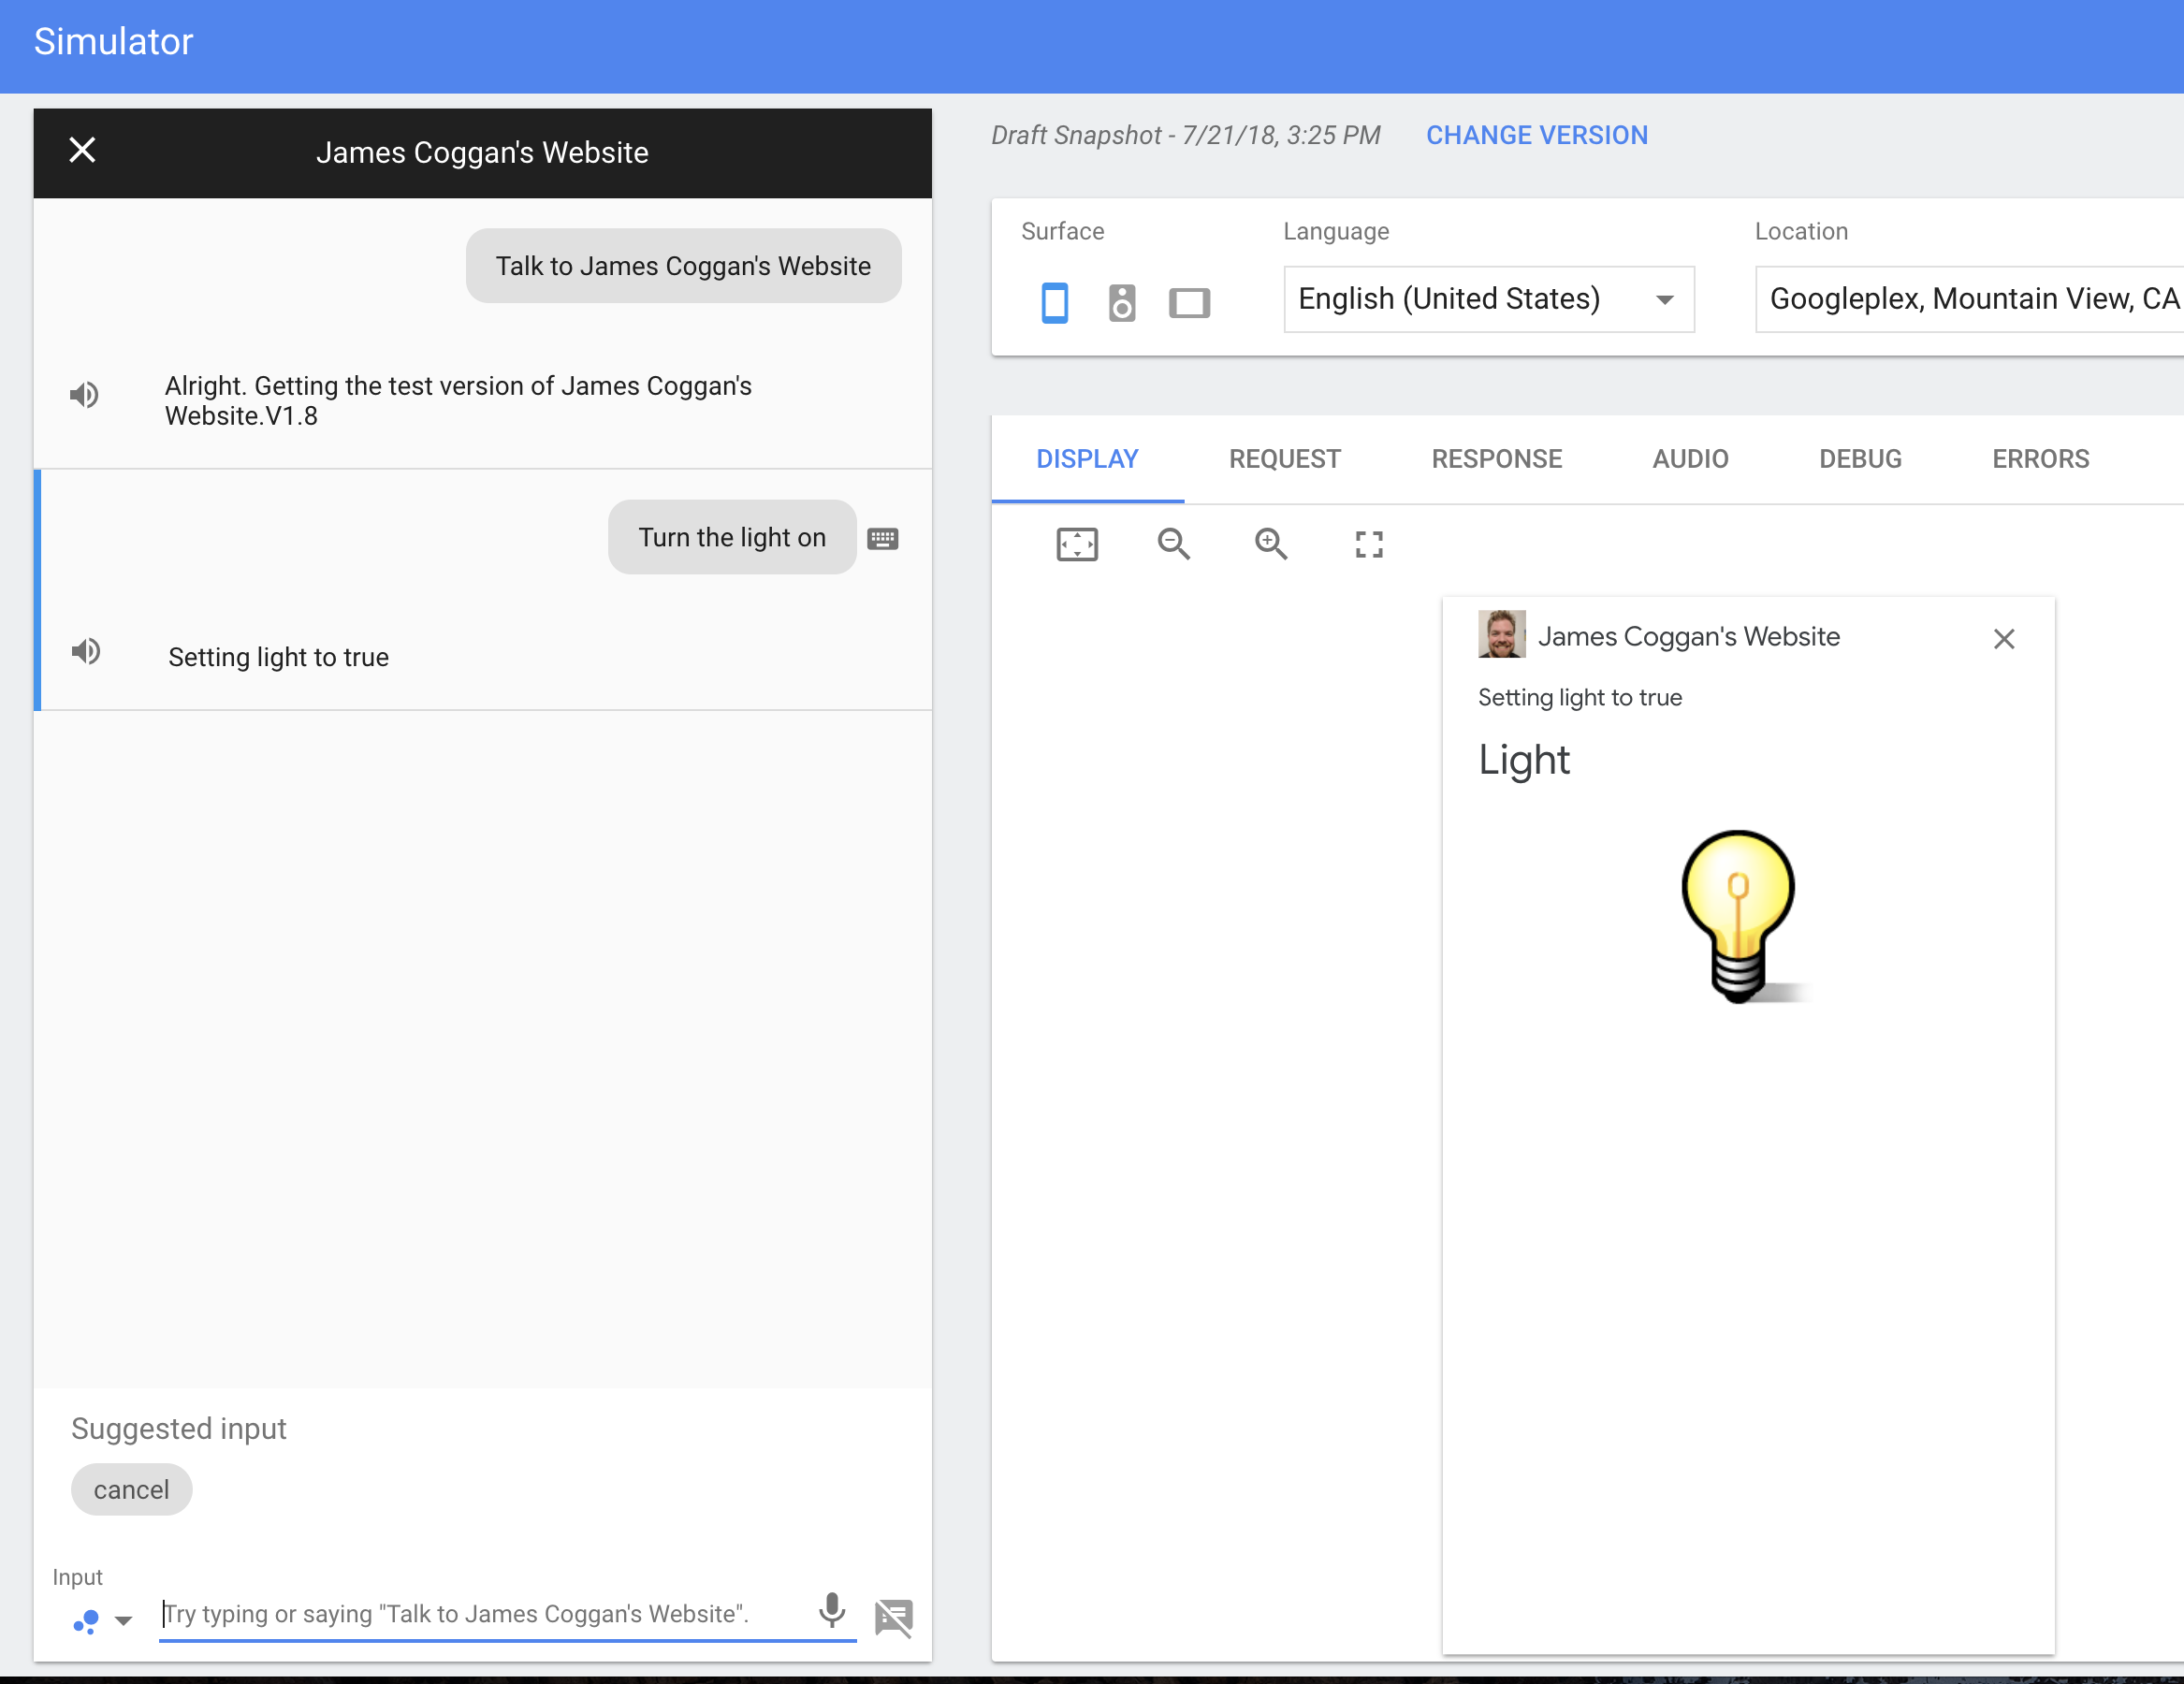 Simulator
James Coggan's Website
Talk to James Coggan's Website
Alright. Getting the test version of James Coggan's
Website.V1.8
Turn the light on
Setting light to true
Suggested input
cancel
Input
Try typing or saying "Talk to James Coggan's Website".
Draft Snapshot - 7/21/18, 3:25 PM CHANGE VERSION
Surface Language Location
English (United States) Googleplex, Mountain View, CA
DISPLAY REQUEST RESPONSE AUDIO DEBUG ERRORS
James Coggan's Website
Setting light to true
Light